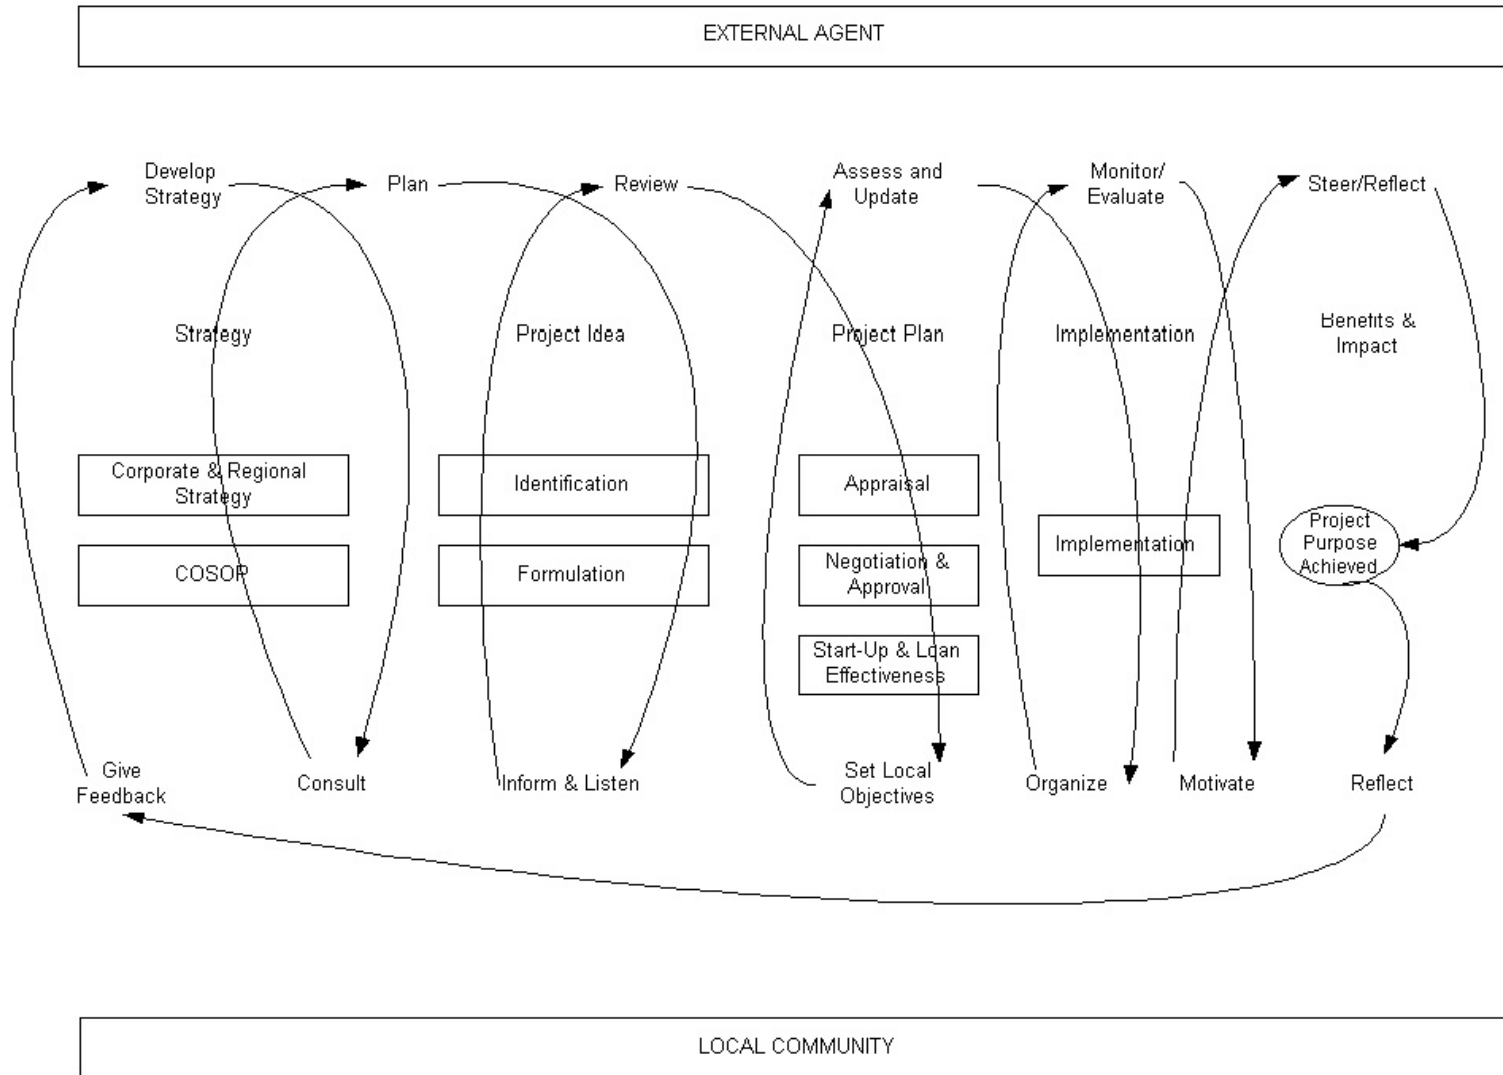 EXTERNAL AGENT
Develop
Strategy
Plan
Review
Assess and
Update
Monitor/
Evaluate
Steer/Reflect
Strategy
Project Idea
Project Plan
Implementation
Benefits &
Impact
Corporate & Regional
Strategy
COSOP
Identification
Formulation
Appraisal
Negotiation &
Approval
Start-Up & Loan
Effectiveness
Implementation
Project
Purpose
Achieved
Give
Feedback
Consult
Inform & Listen
Set Local
Objectives
Organize
Motivate
Reflect
LOCAL COMMUNITY